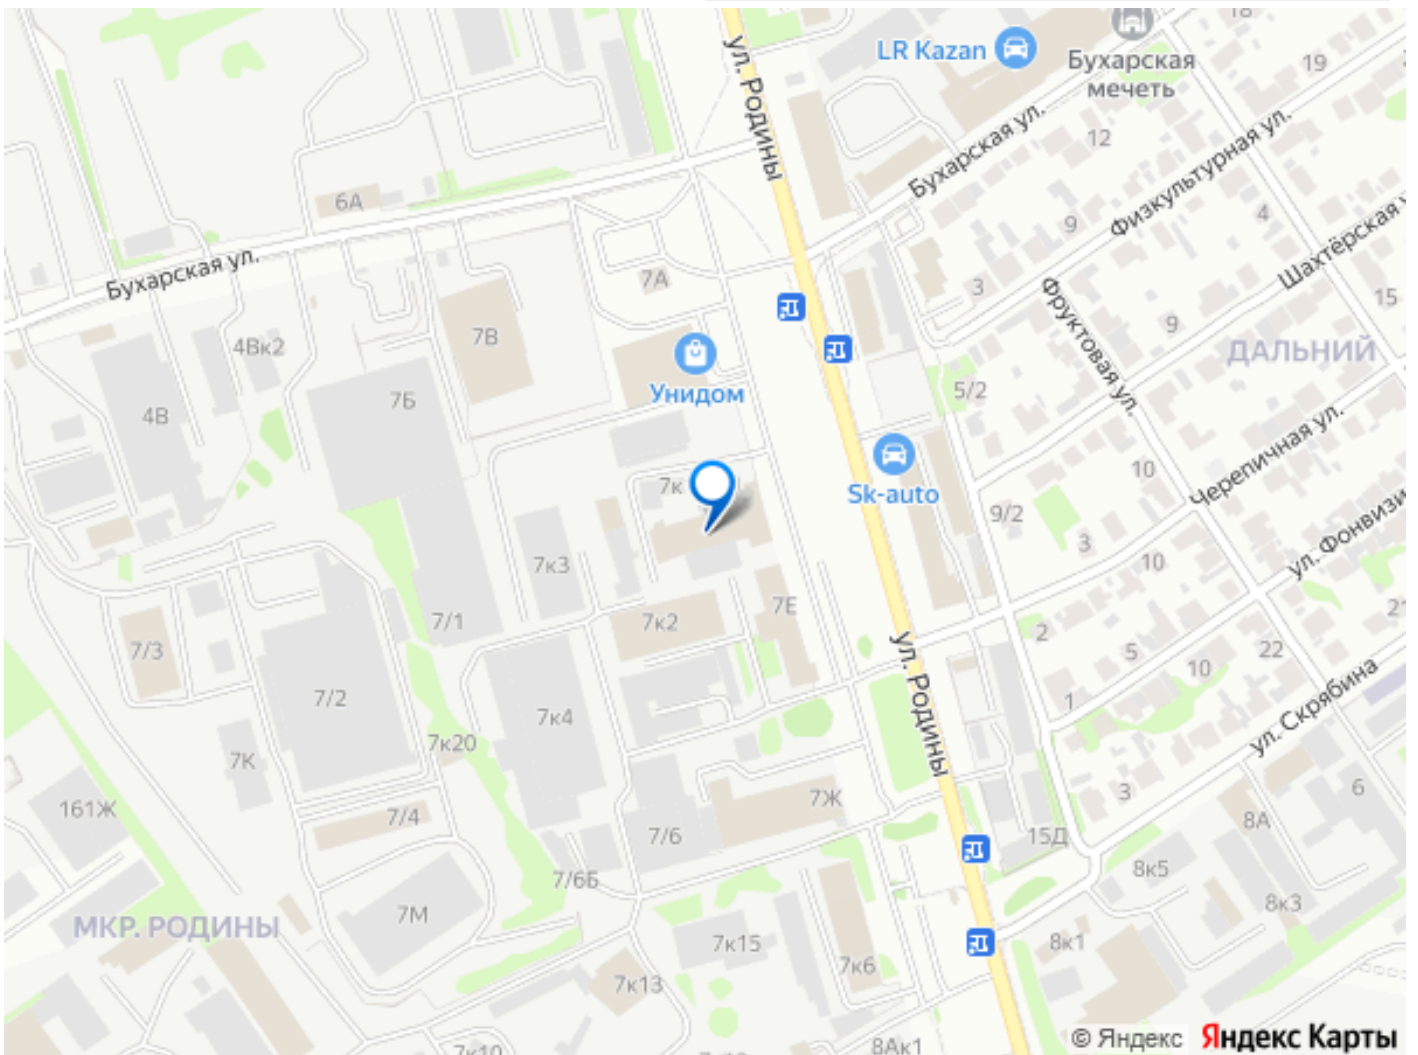 18
LR Kazan
Бухарская
мечеть
19
ул. Родины
12
Бухарская ул.
Физкультурная ул.
6А
9
4
Шахтёрская у
Бухарская ул.
7А
3
15
Фруктовая ул.
9
7В
4Вк2
ДАЛЬНИЙ
Унидом
5/2
7Б
4В
Черепичная ул.
10
7к
Sk-auto
9/2
ул. Фонвизи
3
7к3
10
7Е
21
7/1
7к2
2
7/3
5
22
10
ул. Родины
7/2
1
ул. Скрябина
7к4
7к20
7К
3
6
7Ж
161Ж
7/4
8А
7/6
15Д
8к5
7/6Б
8к3
7М
МКР. РОДИНЫ
7к15
8к1
7к6
7к13
© Яндекс Яндекс Карты
8Ак1
7к10